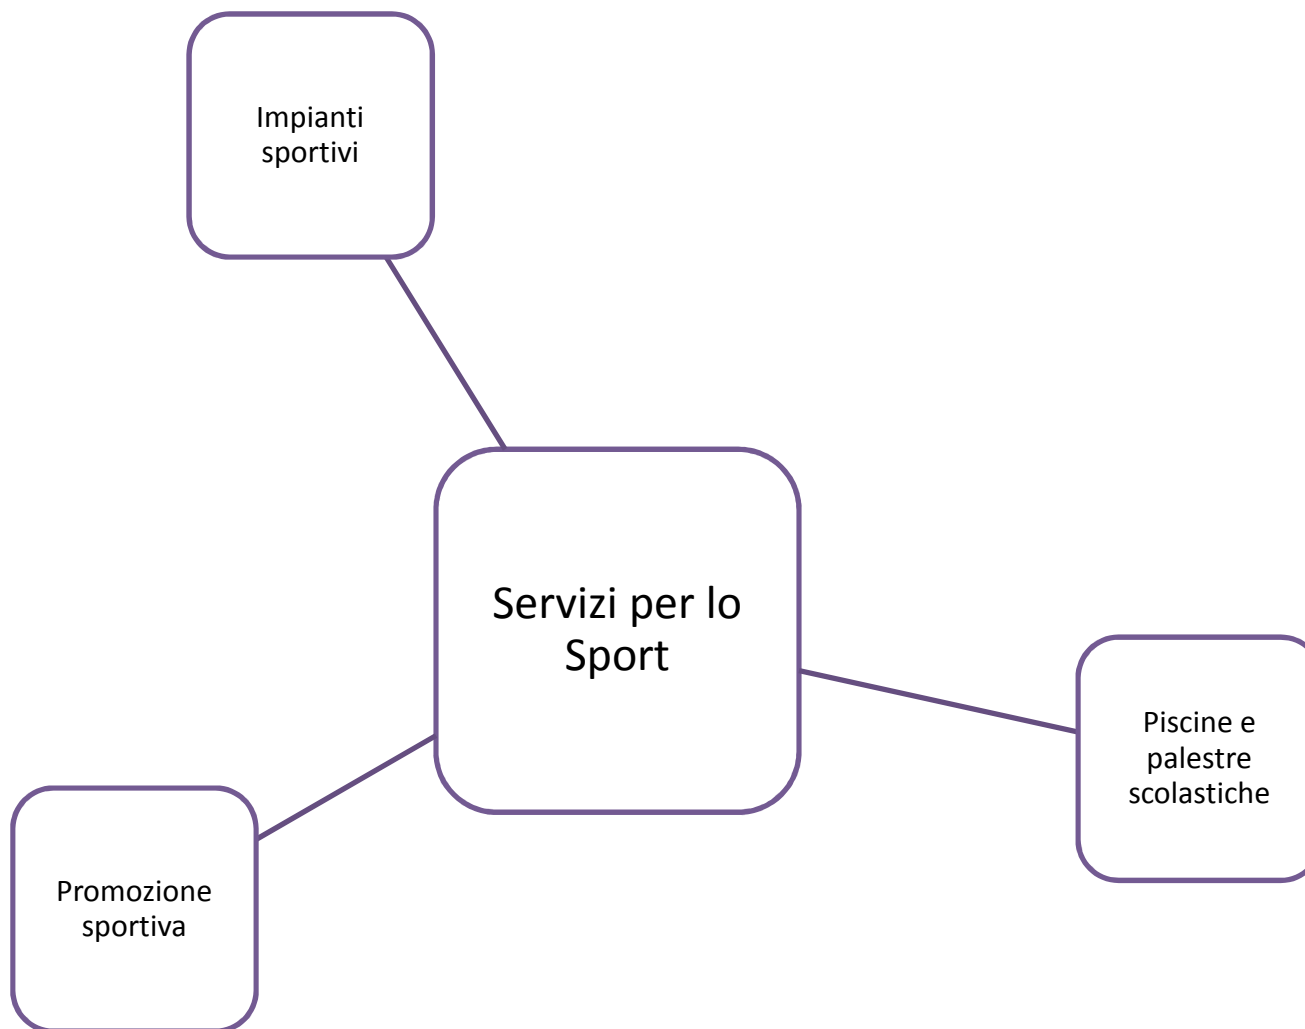 Impianti
sportivi
Servizi per lo
Sport
Piscine e
palestre
scolastiche
Promozione
sportiva